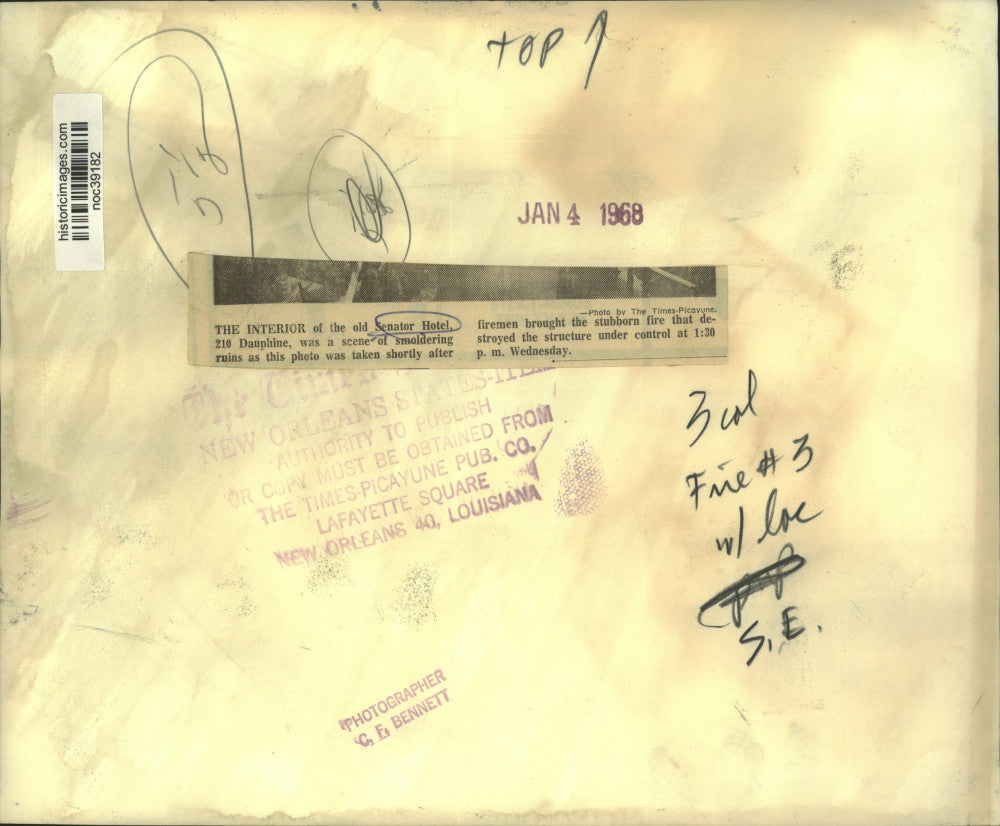 TOP ↑
historicimages.com
noc39182
JAN 4 1968
—Photo by The Times-Picayune.
THE INTERIOR of the old Senator Hotel,
210 Dauphine, was a scene of smoldering
ruins as this photo was taken shortly after
firemen brought the stubborn fire that de-
stroyed the structure under control at 1:30
p. m. Wednesday.
The Times
NEW ORLEANS STATES-ITEM
AUTHORITY TO PUBLISH
OR COPY MUST BE OBTAINED FROM
THE TIMES-PICAYUNE PUB. CO.
LAFAYETTE SQUARE
NEW ORLEANS 40, LOUISIANA
3 col
Fire # 3
w/ loc
S.E.
PHOTOGRAPHER
C. F. BENNETT